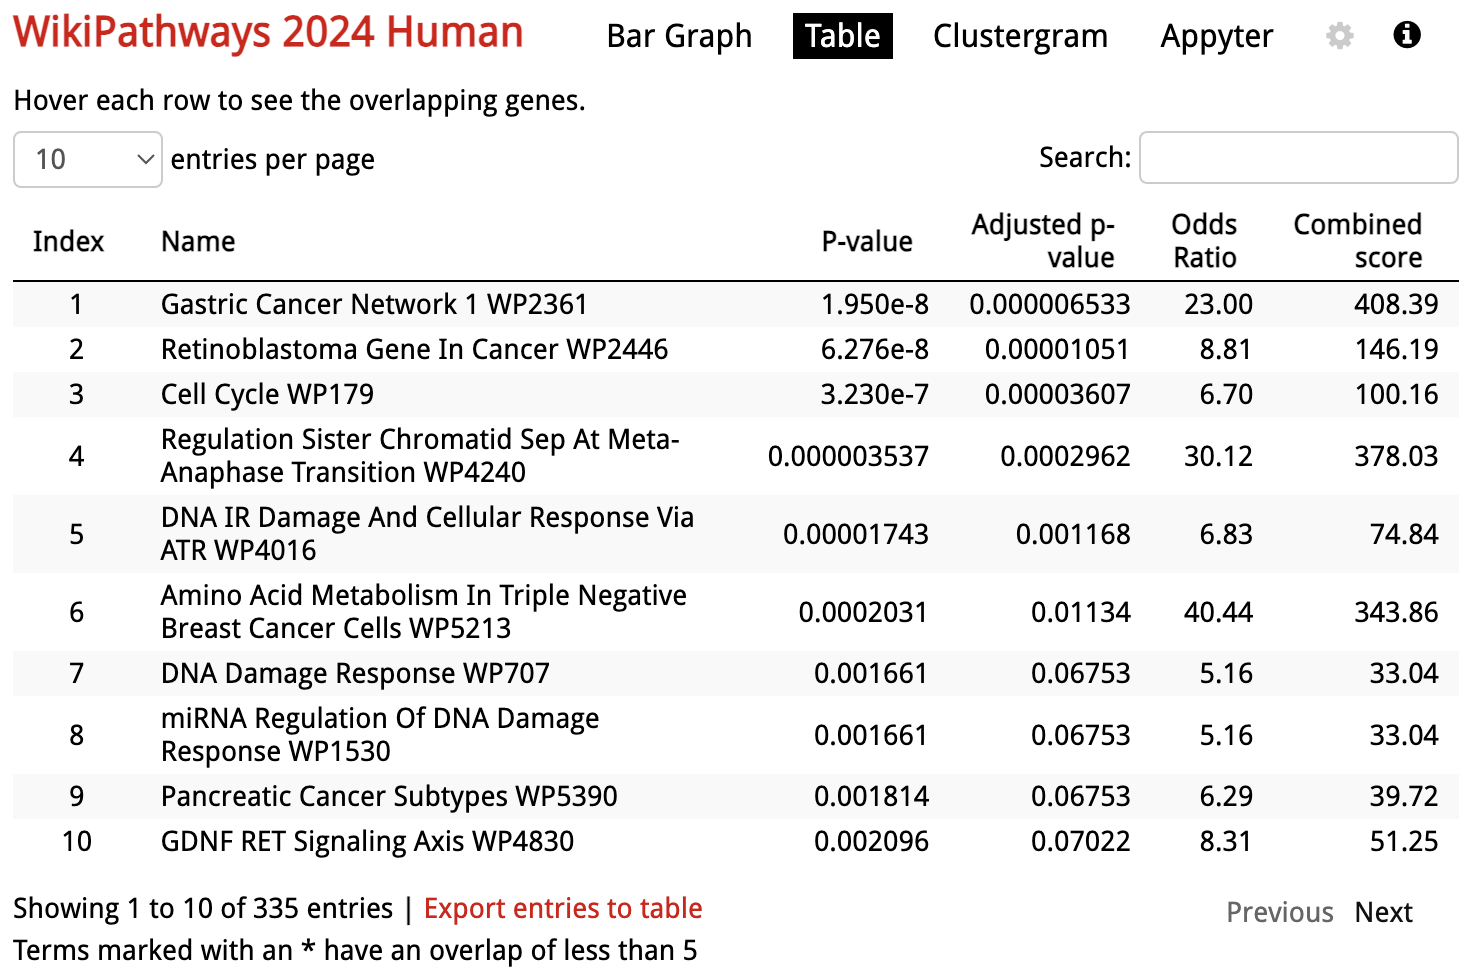 WikiPathways 2024 Human Bar Graph Table Clustergram Appyter
Hover each row to see the overlapping genes.
10 entries per page Search:
Index Name P-value Adjusted p-value Odds Ratio Combined score
1 Gastric Cancer Network 1 WP2361 1.950e-8 0.000006533 23.00 408.39
2 Retinoblastoma Gene In Cancer WP2446 6.276e-8 0.00001051 8.81 146.19
3 Cell Cycle WP179 3.230e-7 0.00003607 6.70 100.16
4 Regulation Sister Chromatid Sep At Meta-
Anaphase Transition WP4240 0.000003537 0.0002962 30.12 378.03
5 DNA IR Damage And Cellular Response Via
ATR WP4016 0.00001743 0.001168 6.83 74.84
6 Amino Acid Metabolism In Triple Negative
Breast Cancer Cells WP5213 0.0002031 0.01134 40.44 343.86
7 DNA Damage Response WP707 0.001661 0.06753 5.16 33.04
8 miRNA Regulation Of DNA Damage
Response WP1530 0.001661 0.06753 5.16 33.04
9 Pancreatic Cancer Subtypes WP5390 0.001814 0.06753 6.29 39.72
10 GDNF RET Signaling Axis WP4830 0.002096 0.07022 8.31 51.25
Showing 1 to 10 of 335 entries | Export entries to table Previous Next
Terms marked with an * have an overlap of less than 5